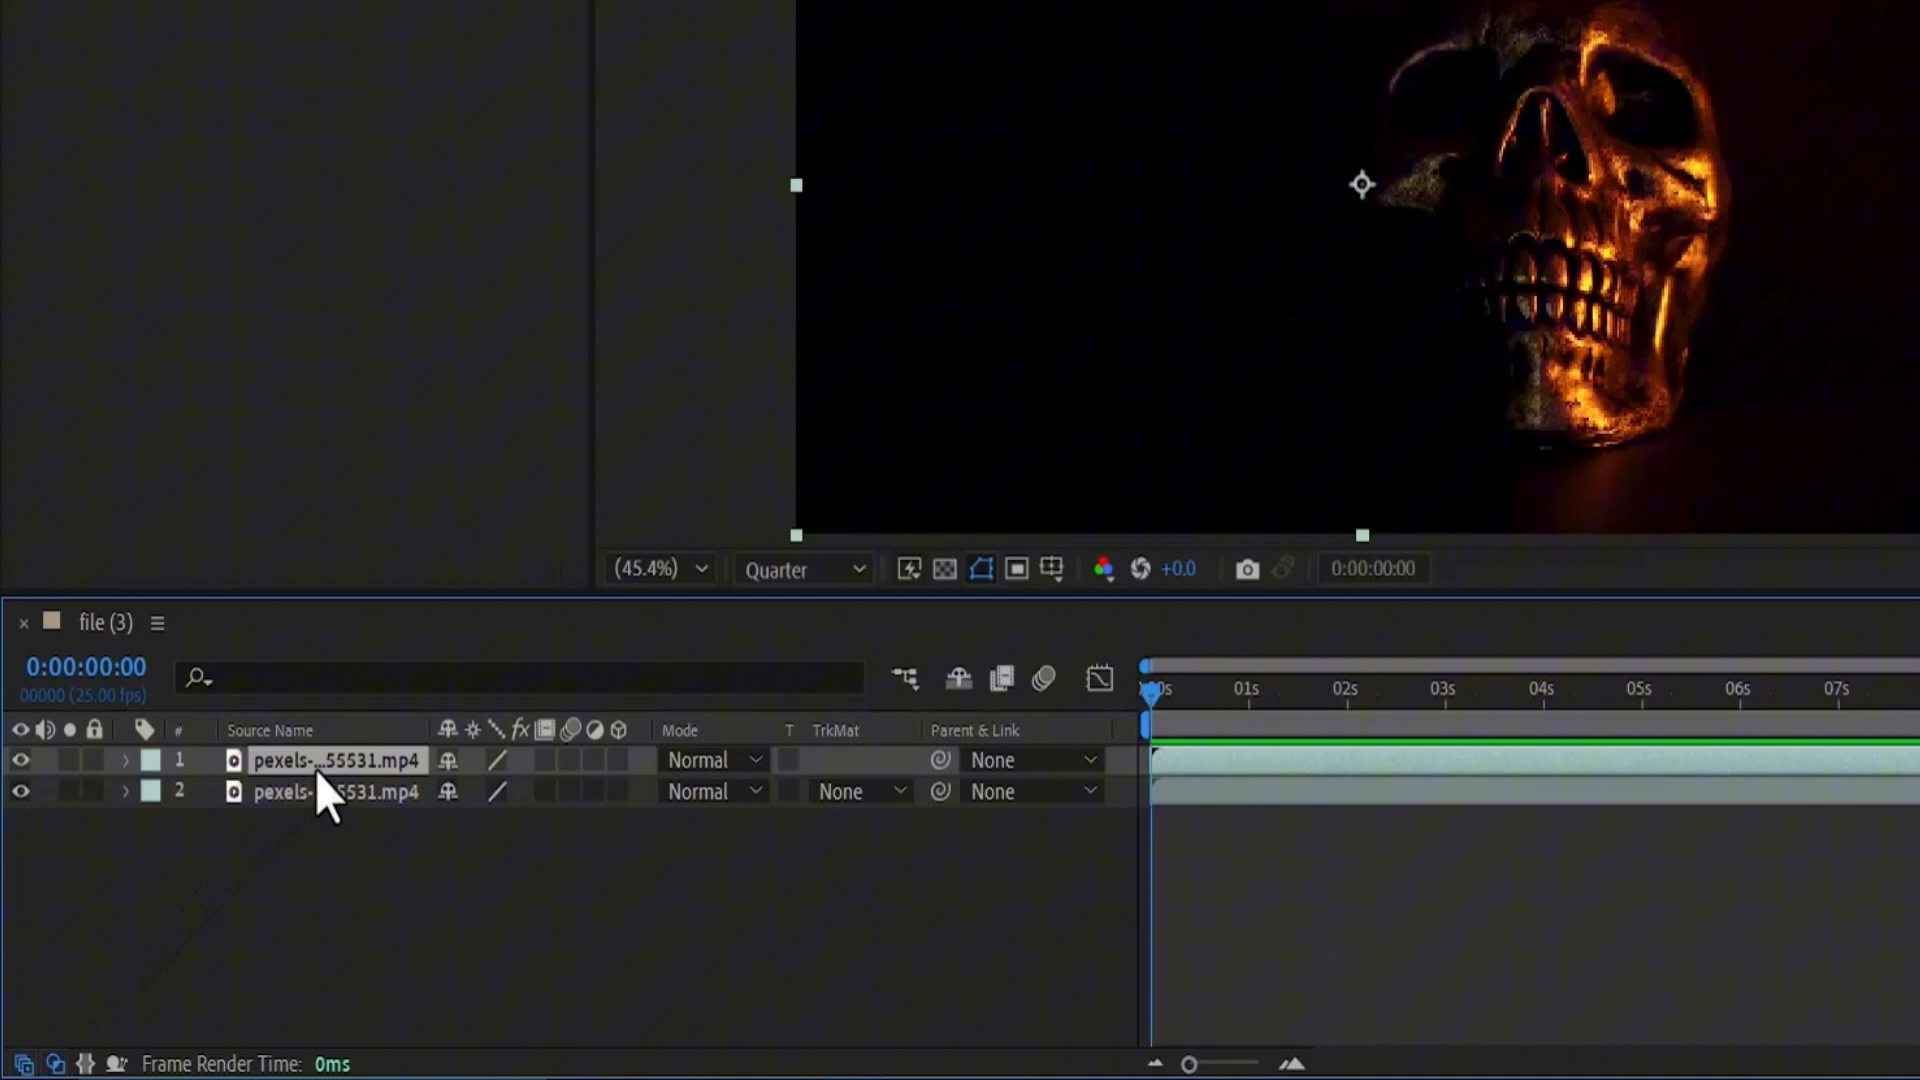 (45.4%) Quarter +0.0 0:00:00:00
file (3)
0:00:00:00
00000 (25.00 fps)
0s 01s 02s 03s 04s 05s 06s 07s
# Source Name fx Mode T TrkMat Parent & Link
1 pexels-...55531.mp4 Normal None
2 pexels- 5531.mp4 Normal None None
Frame Render Time: 0ms